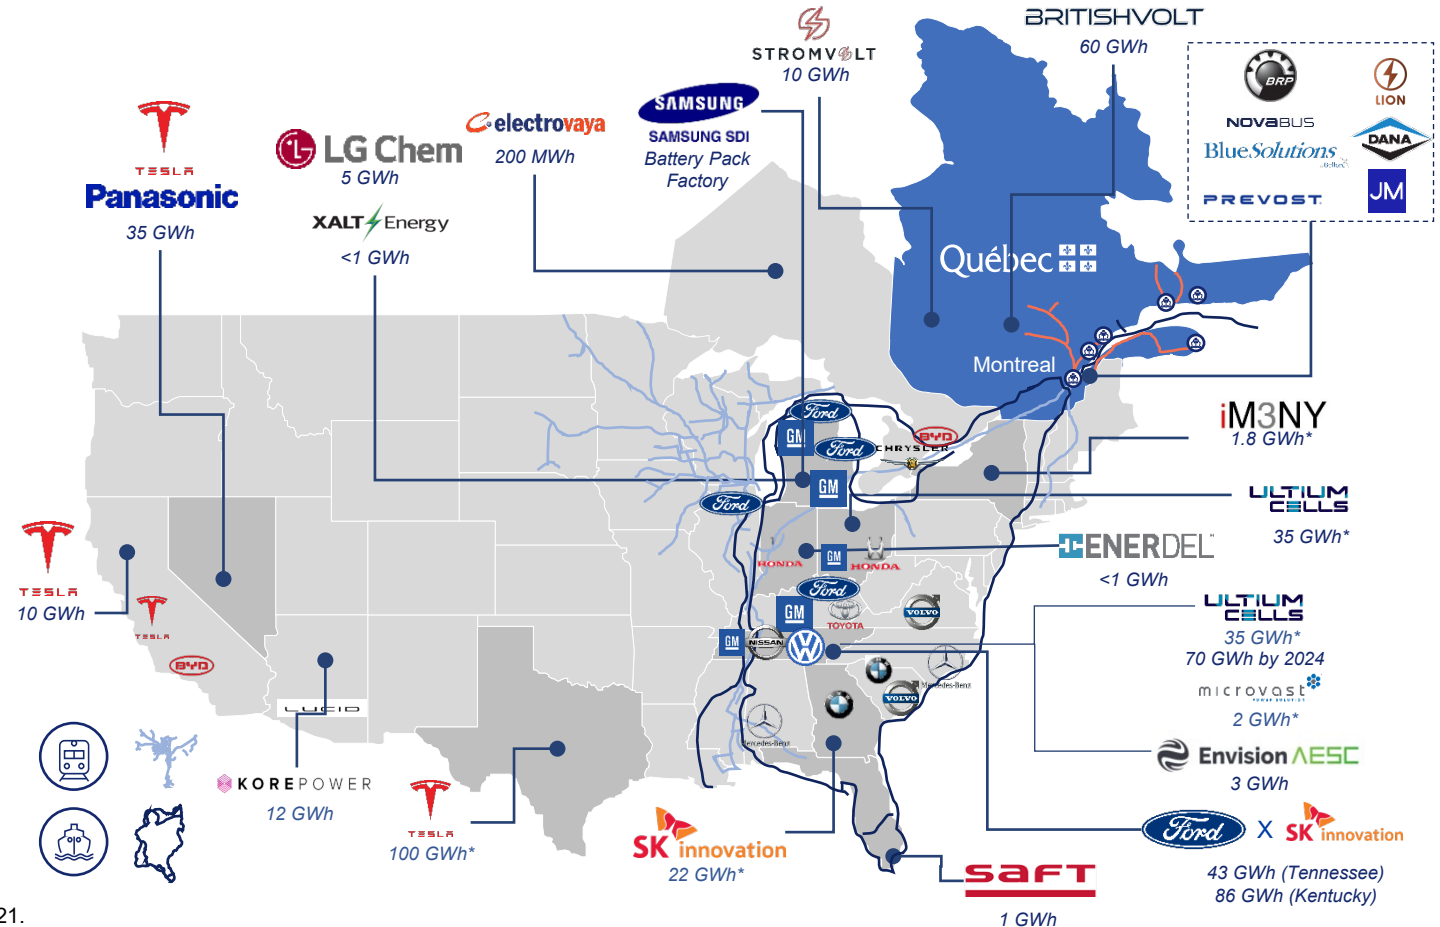 STROMVOLT
10 GWh
BRITISHVOLT
60 GWh
BRP
LION
NOVABUS
DANA
BlueSolutions
PREVOST
JM
TESLA
Panasonic
35 GWh
LG Chem
5 GWh
XALT Energy
<1 GWh
electrovaya
200 MWh
SAMSUNG
SAMSUNG SDI
Battery Pack
Factory
Québec
Montreal
iM3NY
1.8 GWh*
ULTIUM
CELLS
35 GWh*
ENERDEL
<1 GWh
ULTIUM
CELLS
35 GWh*
70 GWh by 2024
microvast
POWER SOLUTION
2 GWh*
Envision AESC
3 GWh
Ford X SK innovation
43 GWh (Tennessee)
86 GWh (Kentucky)
Ford
GM
Ford
BYD
CHRYSLER
GM
Ford
HONDA
GM
HONDA
Ford
GM
TOYOTA
VOLVO
GM
NISSAN
VW
Mercedes-Benz
VOLVO
Mercedes-Benz
TESLA
10 GWh
TESLA
BYD
LUCID
KOREPOWER
12 GWh
TESLA
100 GWh*
SK innovation
22 GWh*
saft
1 GWh
21.